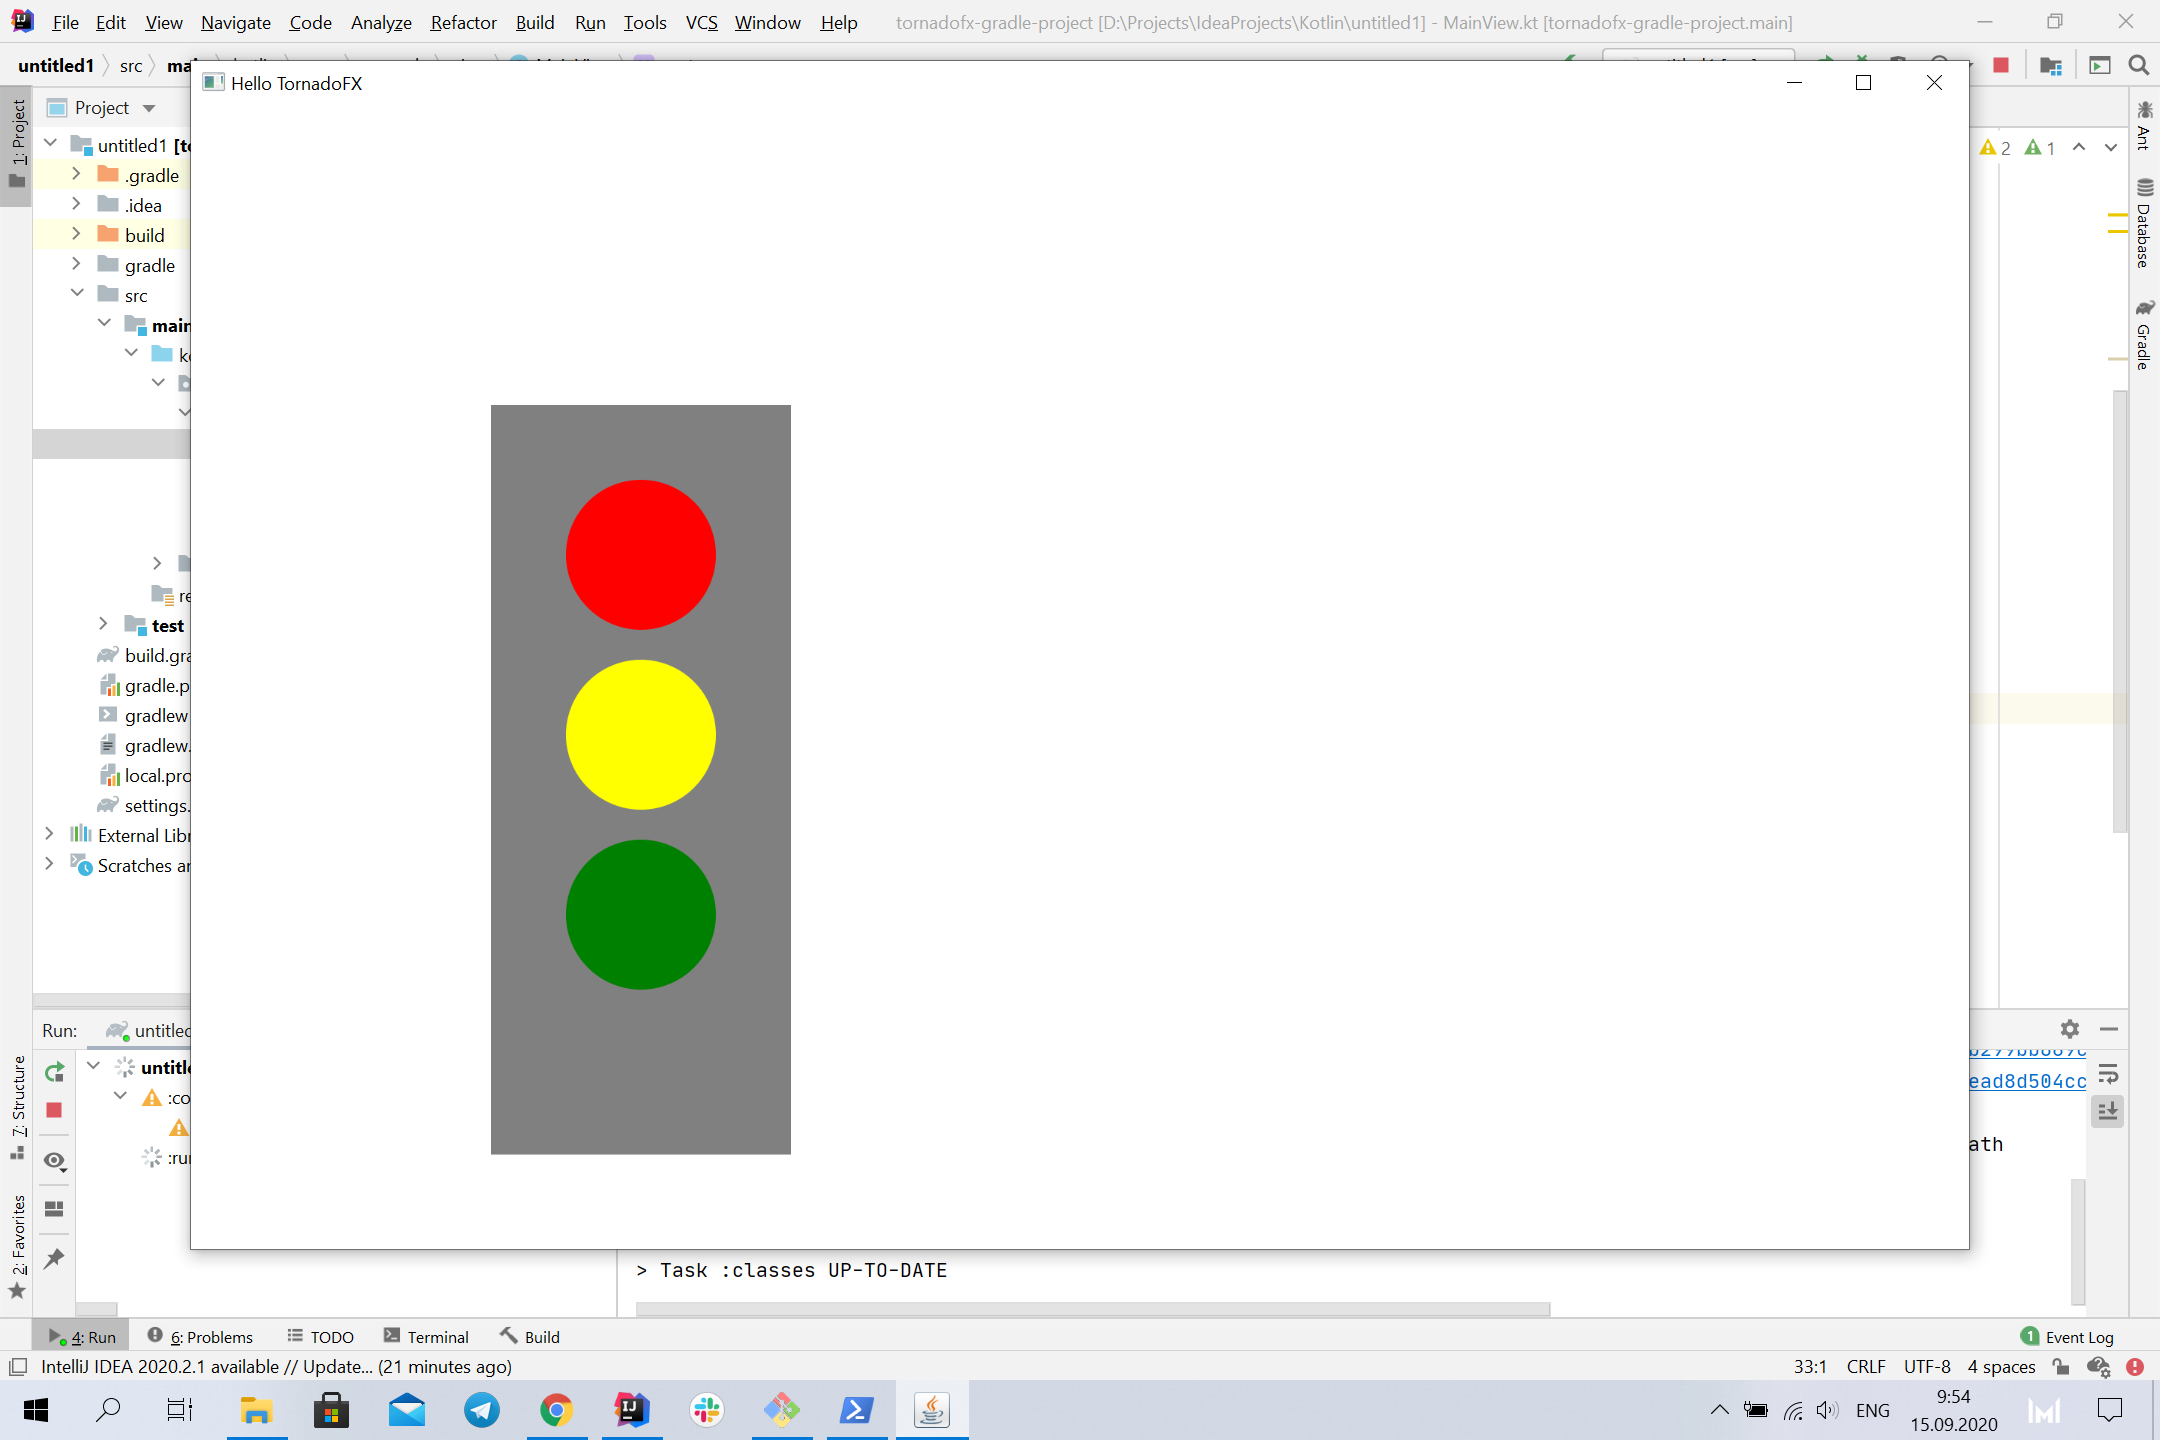 File Edit View Navigate Code Analyze Refactor Build Run Tools VCS Window Help tornadofx-gradle-project [D:\Projects\IdeaProjects\Kotlin\untitled1] - MainView.kt [tornadofx-gradle-project.main]
untitled1 src
Hello TornadoFX
1: Project
Project
untitled1
.gradle
.idea
build
gradle
src
main
test
build.gra
gradle.p
gradlew
gradlew.
local.pro
settings.
External Libr
Scratches an
2 1
Ant
Database
Gradle
Run: untitled
untitle
:co
:run
7: Structure
2: Favorites
ead8d504cc
ath
> Task :classes UP-TO-DATE
4: Run 6: Problems TODO Terminal Build 1 Event Log
IntelliJ IDEA 2020.2.1 available // Update... (21 minutes ago) 33:1 CRLF UTF-8 4 spaces
ENG 9:54
15.09.2020